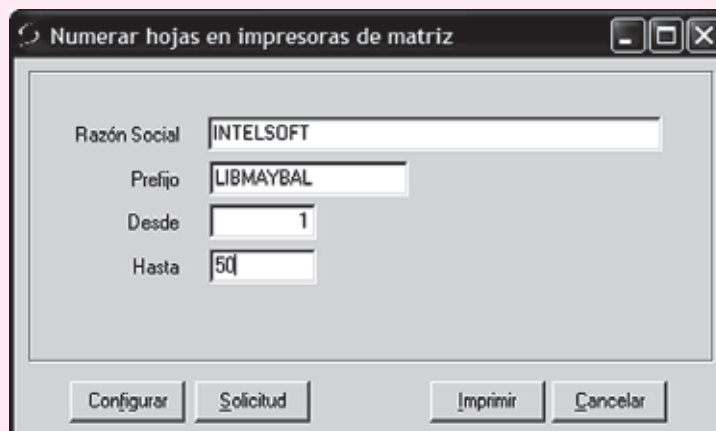 Numerar hojas en impresoras de matriz
Razón Social INTELSOFT
Prefijo LIBMAYBAL
Desde 1
Hasta 50
Configurar Solicitud Imprimir Cancelar